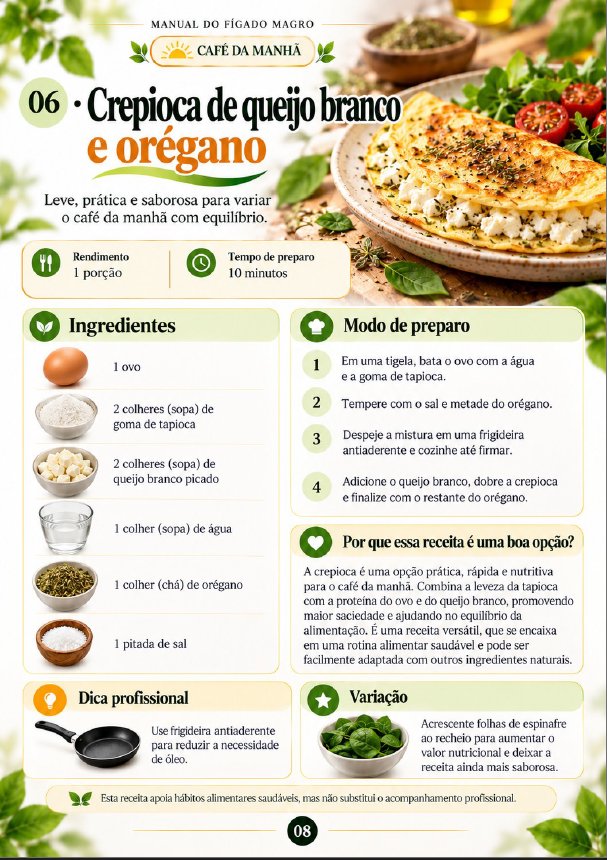 MANUAL DO FÍGADO MAGRO
CAFÉ DA MANHÃ
06 • Crepioca de queijo branco
e orégano
Leve, prática e saborosa para variar
o café da manhã com equilíbrio.
Rendimento
1 porção
Tempo de preparo
10 minutos
Ingredientes
1 ovo
2 colheres (sopa) de
goma de tapioca
2 colheres (sopa) de
queijo branco picado
1 colher (sopa) de água
1 colher (chá) de orégano
1 pitada de sal
Modo de preparo
1 Em uma tigela, bata o ovo com a água
e a goma de tapioca.
2 Tempere com o sal e metade do orégano.
3 Despeje a mistura em uma frigideira
antiaderente e cozinhe até firmar.
4 Adicione o queijo branco, dobre a crepioca
e finalize com o restante do orégano.
Por que essa receita é uma boa opção?
A crepioca é uma opção prática, rápida e nutritiva
para o café da manhã. Combina a leveza da tapioca
com a proteína do ovo e do queijo branco, promovendo
maior saciedade e ajudando no equilíbrio da
alimentação. É uma receita versátil, que se encaixa
em uma rotina alimentar saudável e pode ser
facilmente adaptada com outros ingredientes naturais.
Dica profissional
Use frigideira antiaderente
para reduzir a necessidade
de óleo.
Variação
Acrescente folhas de espinafre
ao recheio para aumentar o
valor nutricional e deixar a
receita ainda mais saborosa.
Esta receita apoia hábitos alimentares saudáveis, mas não substitui o acompanhamento profissional.
08